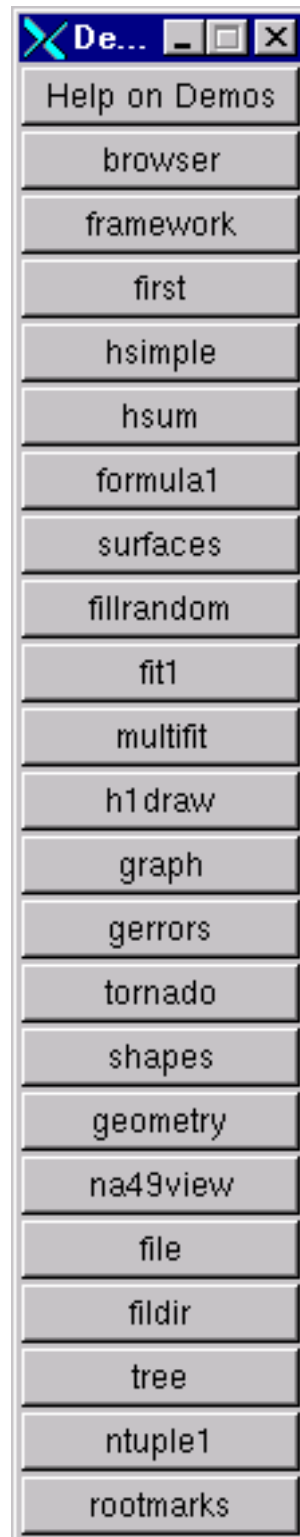 De...
Help on Demos
browser
framework
first
hsimple
hsum
formula1
surfaces
fillrandom
fit1
multifit
h1draw
graph
gerrors
tornado
shapes
geometry
na49view
file
fildir
tree
ntuple1
rootmarks